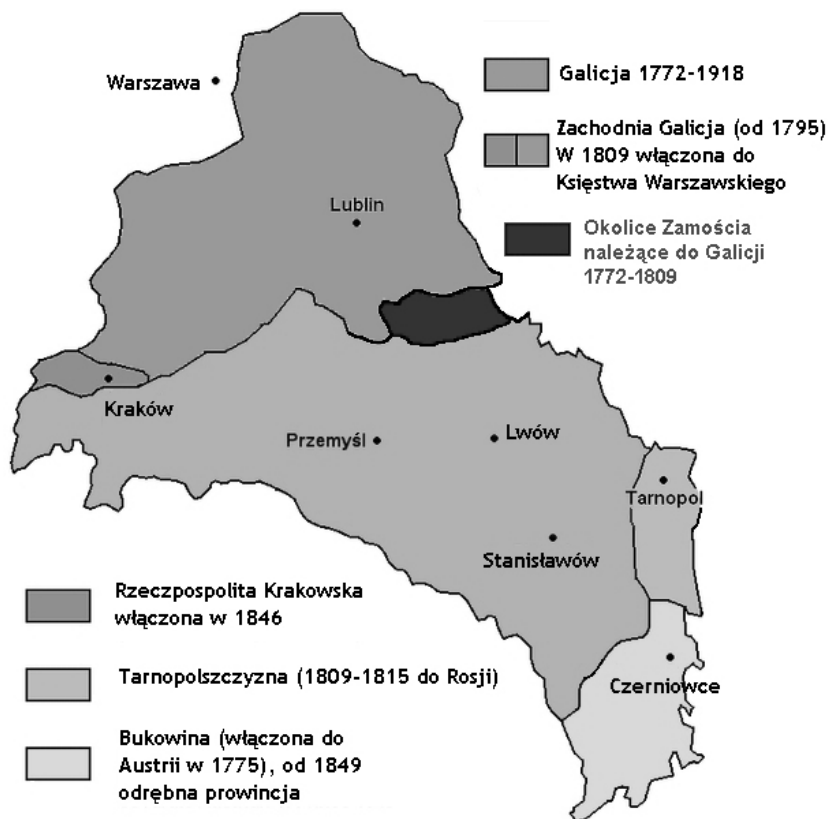 Warszawa
Galicja 1772-1918
Zachodnia Galicja (od 1795)
W 1809 włączona do
Księstwa Warszawskiego
Lublin
Okolice Zamościa
należące do Galicji
1772-1809
Kraków
Przemyśl
Lwów
Tarnopol
Stanisławów
Rzeczpospolita Krakowska
włączona w 1846
Tarnopolszczyzna (1809-1815 do Rosji)
Czerniowce
Bukowina (włączona do
Austrii w 1775), od 1849
odrębna prowincja